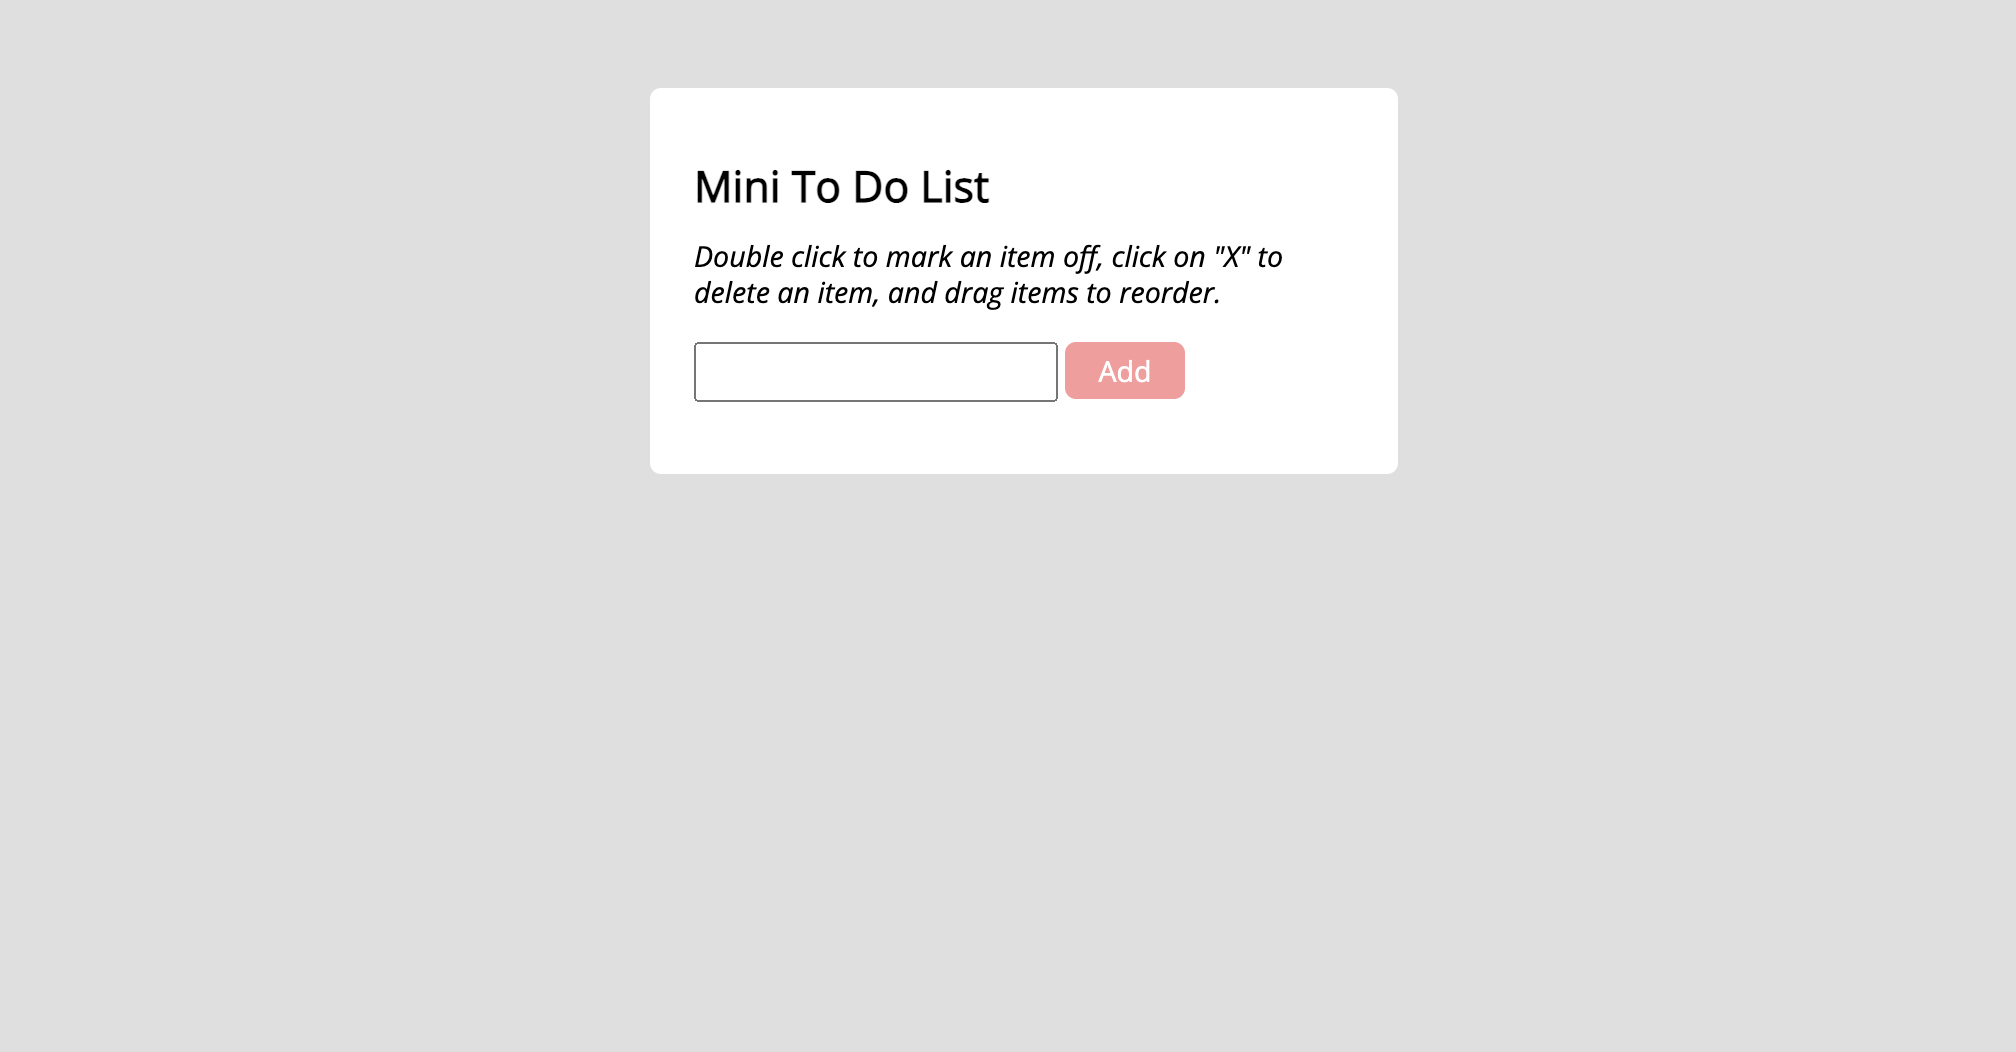 Mini To Do List
Double click to mark an item off, click on "X" to
delete an item, and drag items to reorder.
Add